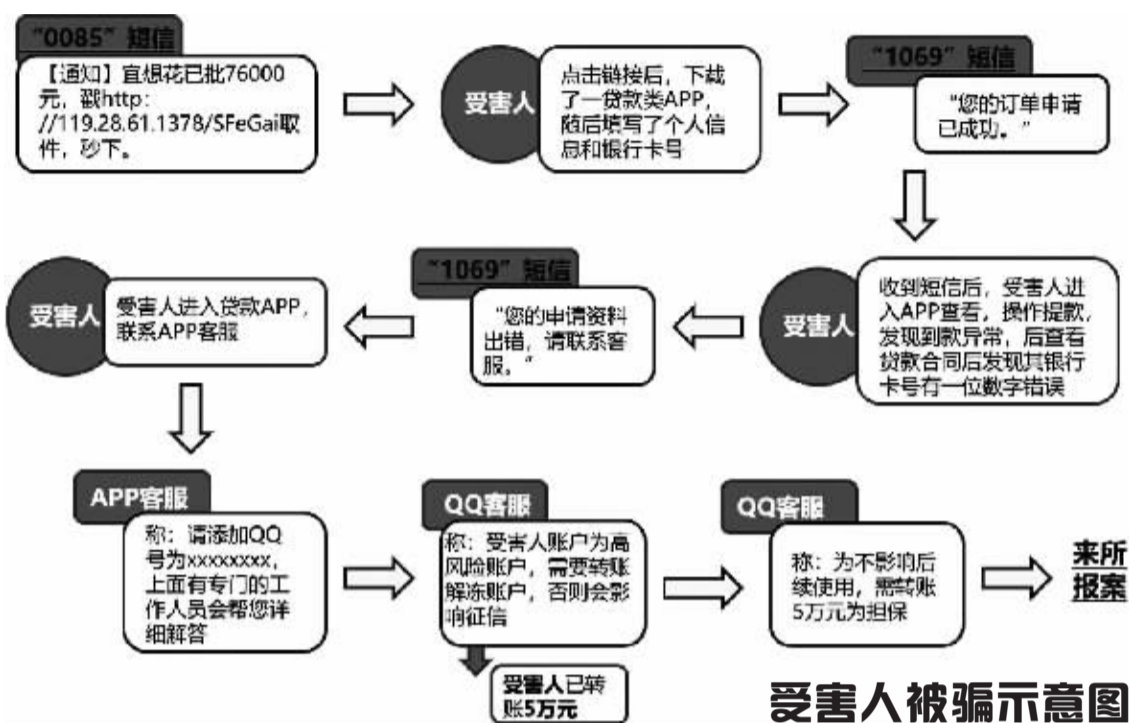 “0085”短信
【通知】宜想花已批76000
元，戳http：
//119.28.61.1378/SFeGai取
件，秒下。
受害人
点击链接后，下载
了一贷款类APP，
随后填写了个人信
息和银行卡号
“1069”短信
“您的订单申请
已成功。”
受害人
收到短信后，受害人进
入APP查看，操作提款，
发现到款异常，后查看
贷款合同后发现其银行
卡号有一位数字错误
“1069”短信
“您的申请资料
出错，请联系客
服。”
受害人
受害人进入贷款APP，
联系APP客服
APP客服
称：请添加QQ
号为xxxxxxxx，
上面有专门的工
作人员会帮您详
细解答
QQ客服
称：受害人账户为高
风险账户，需要转账
解冻账户，否则会影
响征信
受害人已转
账5万元
QQ客服
称：为不影响后
续使用，需转账
5万元为担保
来所
报案
受害人被骗示意图